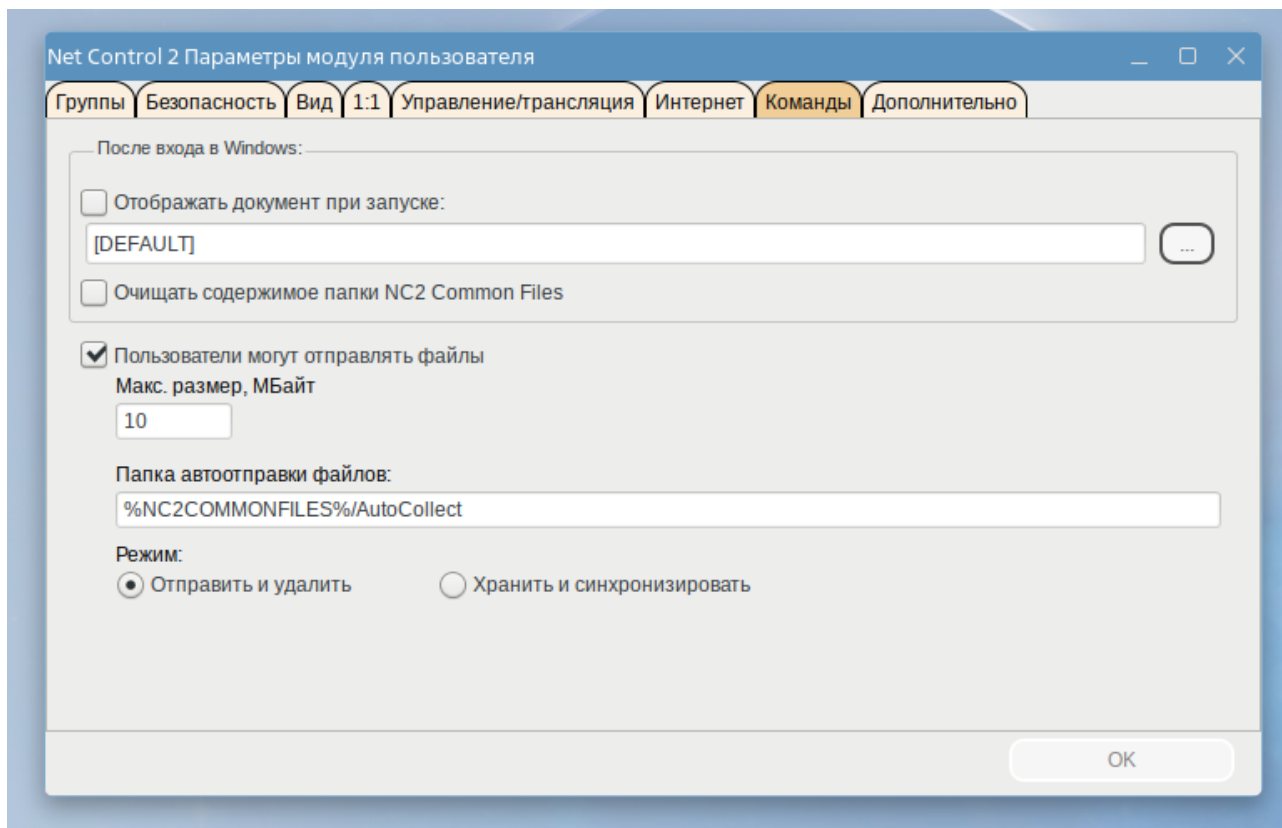 Net Control 2 Параметры модуля пользователя
Группы Безопасность Вид 1:1 Управление/трансляция Интернет Команды Дополнительно
После входа в Windows:
Отображать документ при запуске:
[DEFAULT] ...
Очищать содержимое папки NC2 Common Files
Пользователи могут отправлять файлы
Макс. размер, МБайт
10
Папка автоотправки файлов:
%NC2COMMONFILES%/AutoCollect
Режим:
Отправить и удалить Хранить и синхронизировать
OK